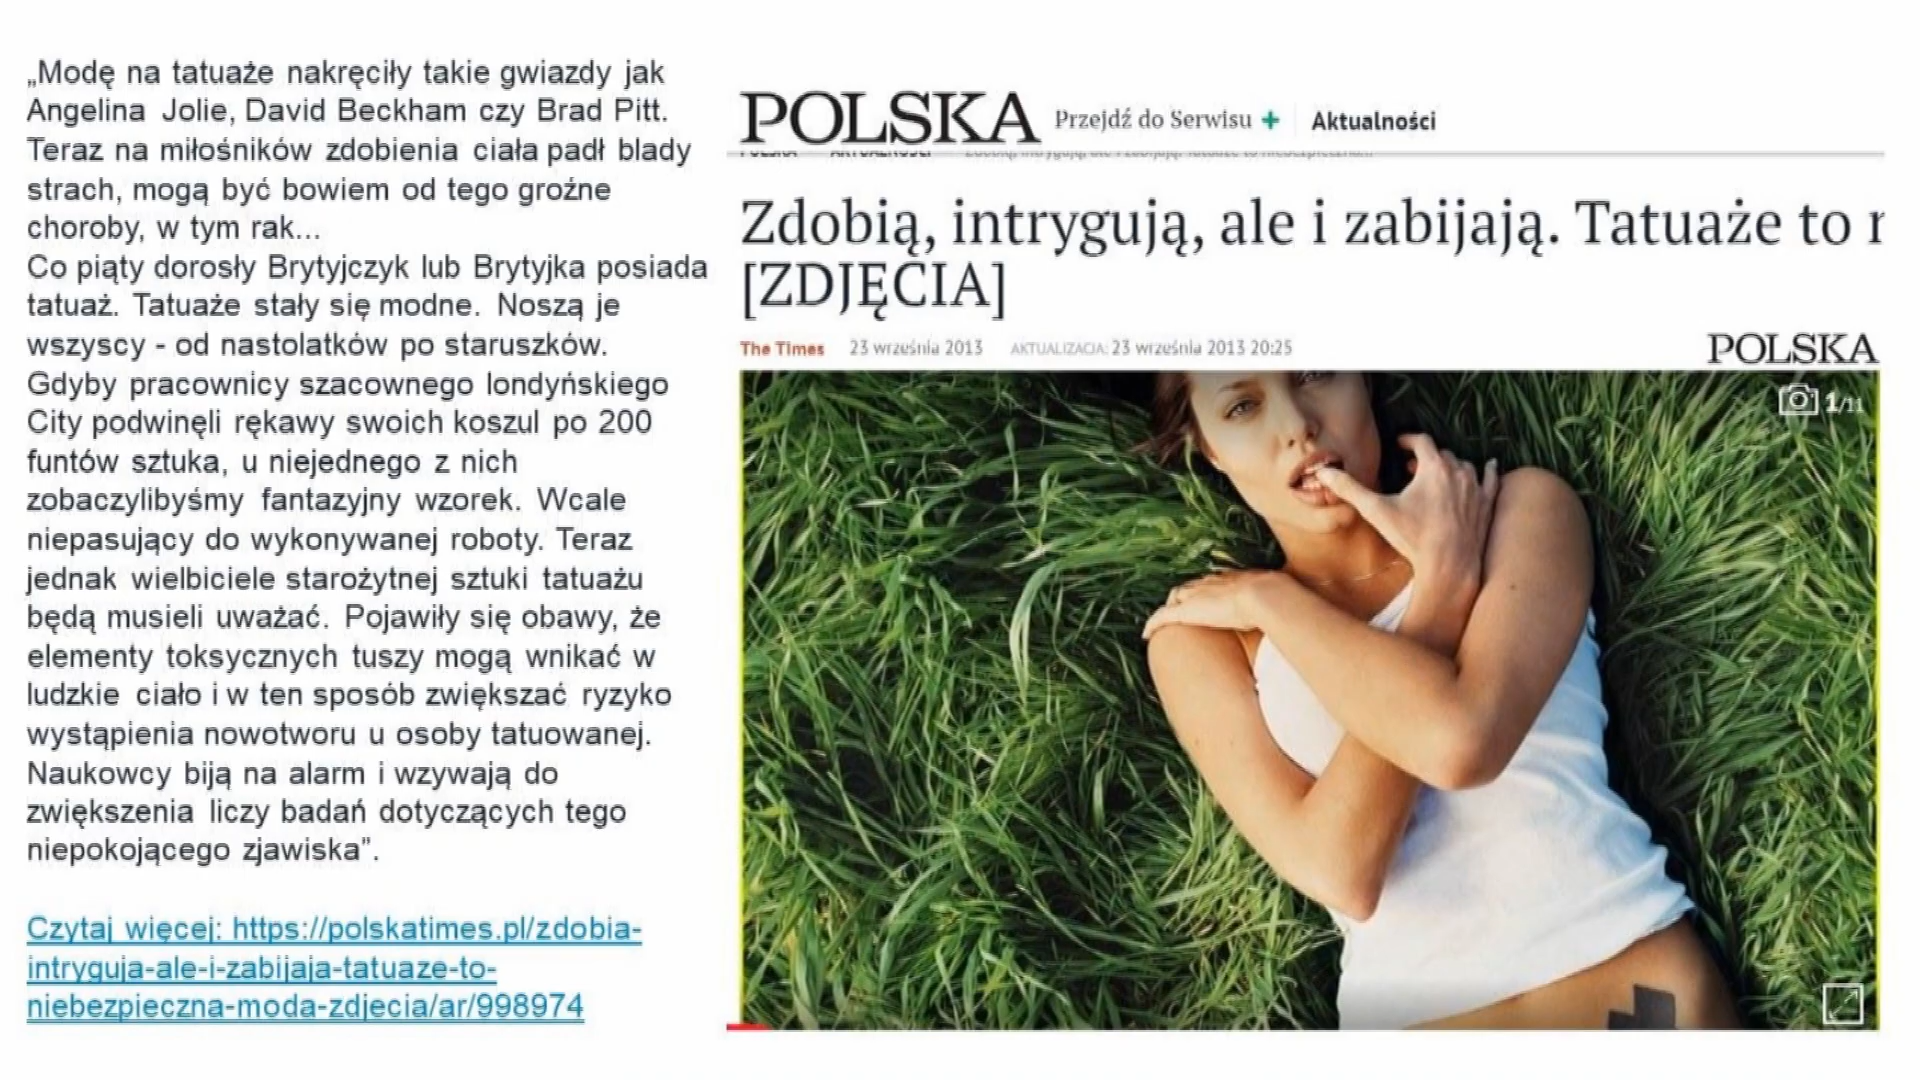 „Modę na tatuaże nakręciły takie gwiazdy jak
Angelina Jolie, David Beckham czy Brad Pitt.
Teraz na miłośników zdobienia ciała padł blady
strach, mogą być bowiem od tego groźne
choroby, w tym rak...
Co piąty dorosły Brytyjczyk lub Brytyjka posiada
tatuaż. Tatuaże stały się modne. Noszą je
wszyscy - od nastolatków po staruszków.
Gdyby pracownicy szacownego londyńskiego
City podwinęli rękawy swoich koszul po 200
funtów sztuka, u niejednego z nich
zobaczylibyśmy fantazyjny wzorek. Wcale
niepasujący do wykonywanej roboty. Teraz
jednak wielbiciele starożytnej sztuki tatuażu
będą musieli uważać. Pojawiły się obawy, że
elementy toksycznych tuszy mogą wnikać w
ludzkie ciało i w ten sposób zwiększać ryzyko
wystąpienia nowotworu u osoby tatuowanej.
Naukowcy biją na alarm i wzywają do
zwiększenia liczy badań dotyczących tego
niepokojącego zjawiska”.
Czytaj więcej: https://polskatimes.pl/zdobia-
intryguja-ale-i-zabijaja-tatuaze-to-
niebezpieczna-moda-zdjecia/ar/998974
POLSKA Przejdź do Serwisu + Aktualności
Zdobią, intrygują, ale i zabijają. Tatuaże to
[ZDJĘCIA]
The Times 23 września 2013 AKTUALIZACJA: 23 września 2013 20:25
POLSKA
1/11